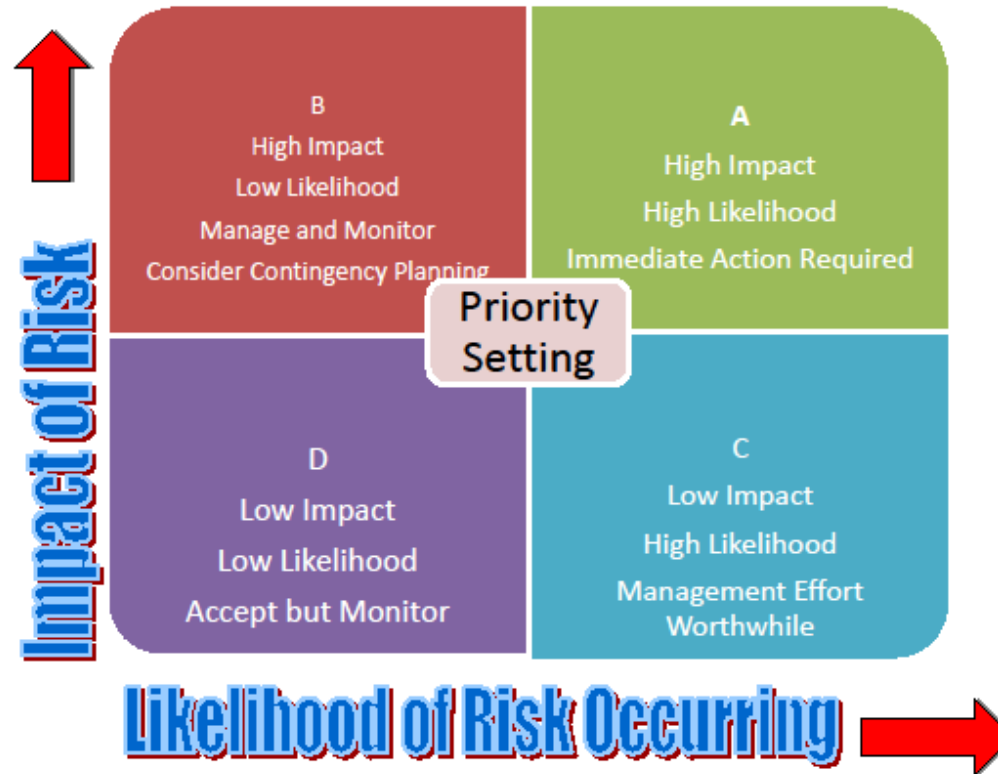 B
High Impact
Low Likelihood
Manage and Monitor
Consider Contingency Planning
A
High Impact
High Likelihood
Immediate Action Required
Priority
Setting
D
Low Impact
Low Likelihood
Accept but Monitor
C
Low Impact
High Likelihood
Management Effort
Worthwhile
Impact of Risk
Likelihood of Risk Occurring